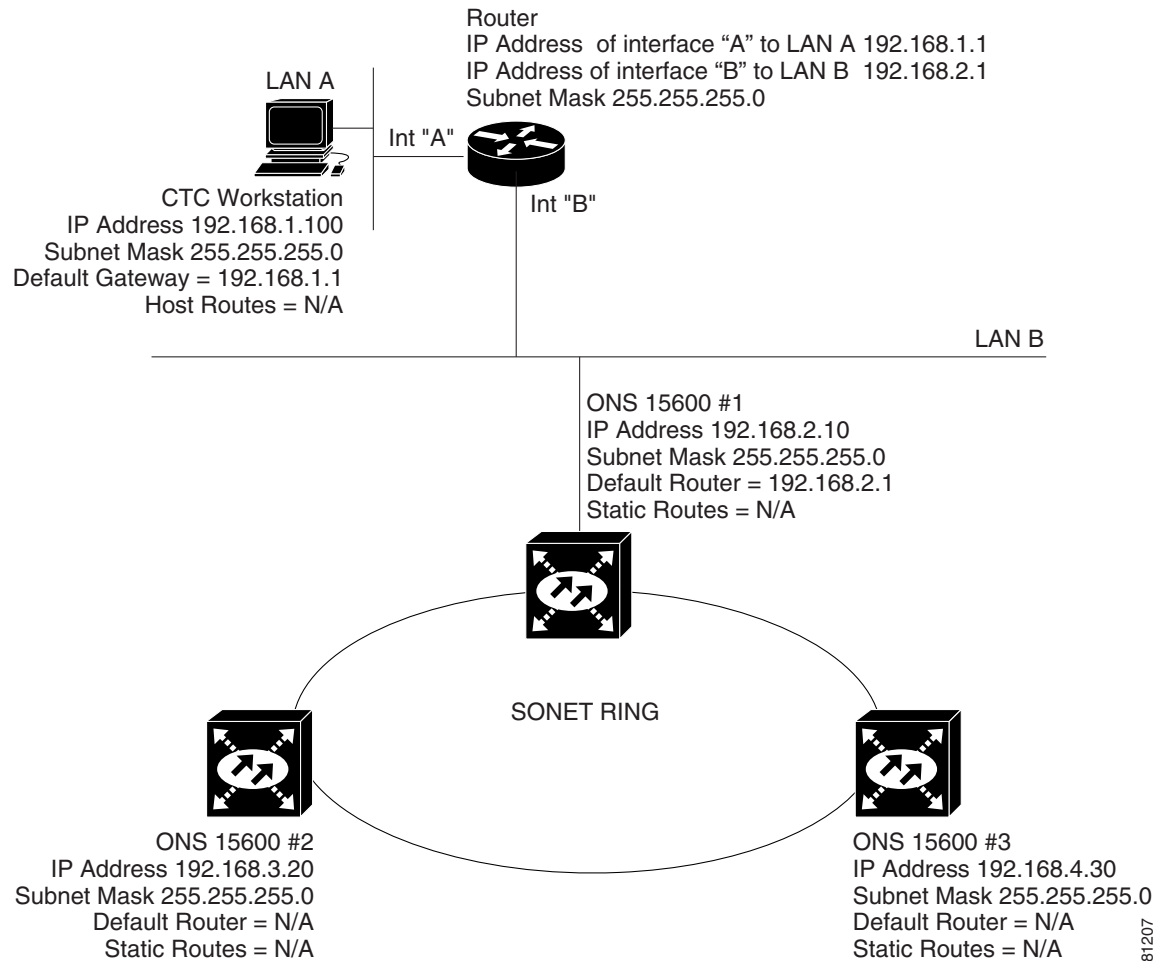 Router
IP Address of interface “A” to LAN A 192.168.1.1
IP Address of interface “B” to LAN B 192.168.2.1
Subnet Mask 255.255.255.0
LAN A
Int "A"
Int "B"
CTC Workstation
IP Address 192.168.1.100
Subnet Mask 255.255.255.0
Default Gateway = 192.168.1.1
Host Routes = N/A
LAN B
ONS 15600 #1
IP Address 192.168.2.10
Subnet Mask 255.255.255.0
Default Router = 192.168.2.1
Static Routes = N/A
SONET RING
ONS 15600 #2
IP Address 192.168.3.20
Subnet Mask 255.255.255.0
Default Router = N/A
Static Routes = N/A
ONS 15600 #3
IP Address 192.168.4.30
Subnet Mask 255.255.255.0
Default Router = N/A
Static Routes = N/A
81207